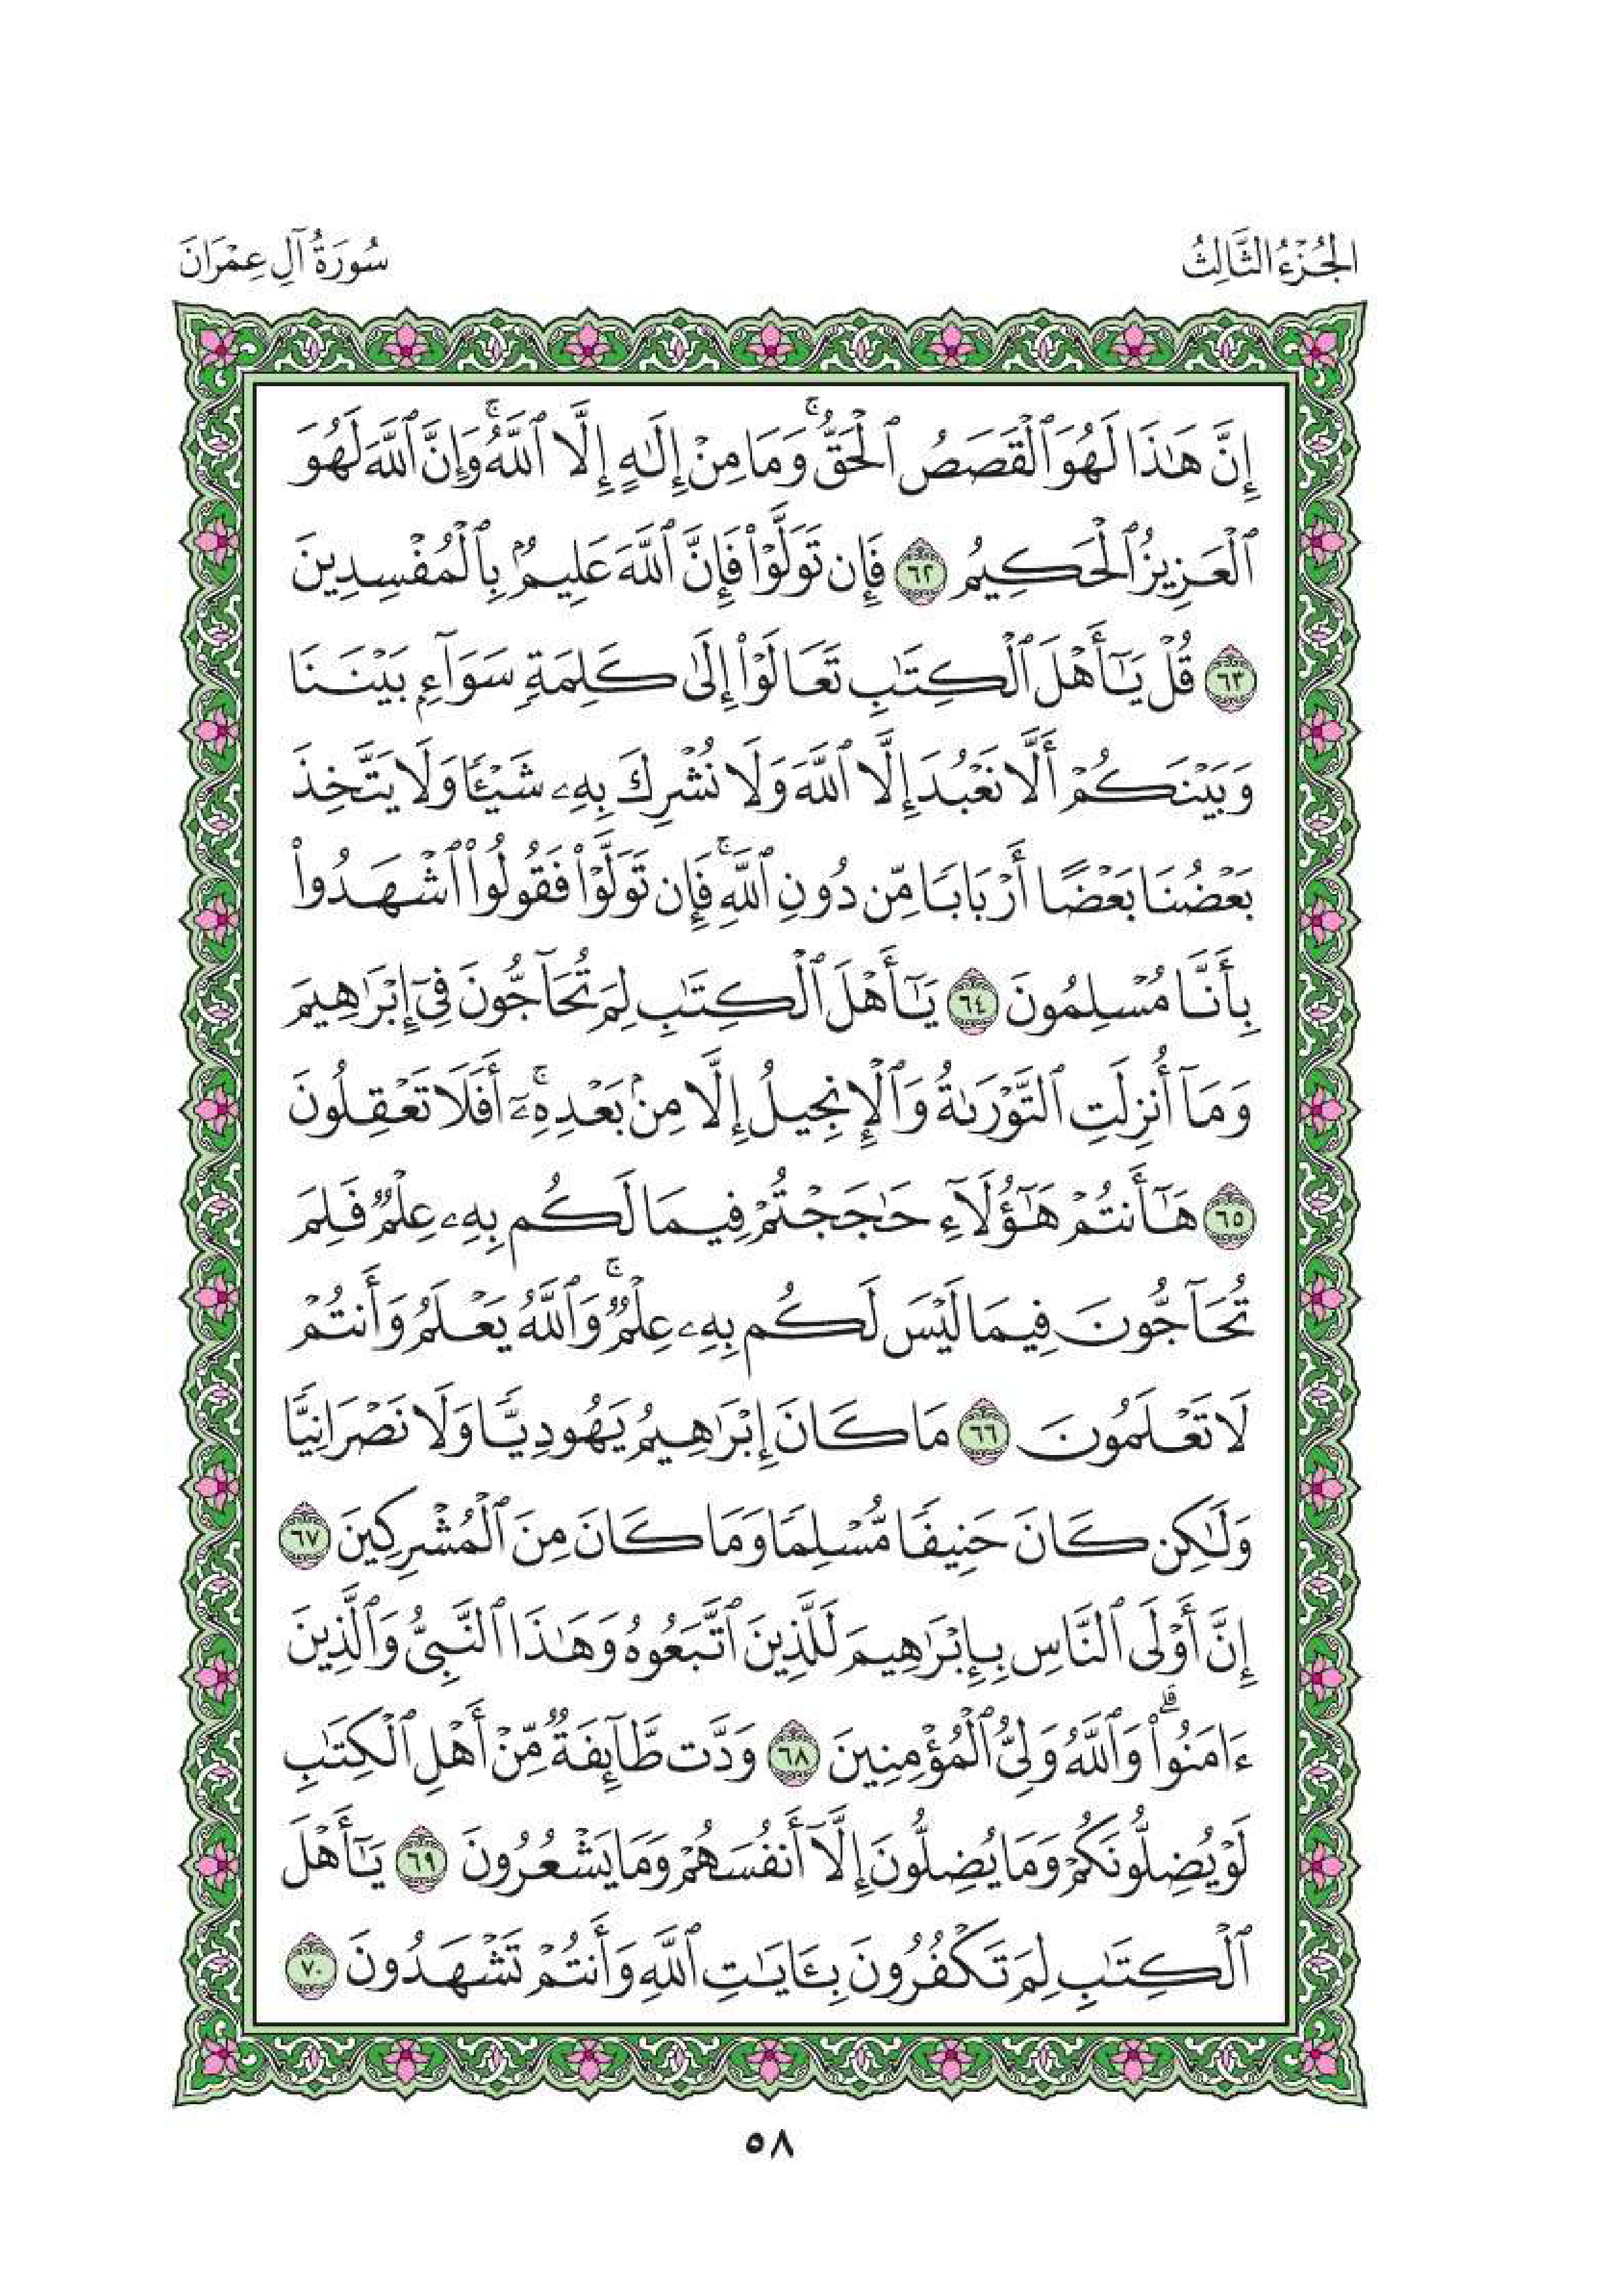 الجُزْءُ الثَّالِثُ
سُورَةُ آلِ عِمْرَانَ
إِنَّ هَٰذَا لَهُوَ ٱلْقَصَصُ ٱلْحَقُّۚ وَمَا مِنْ إِلَٰهٍ إِلَّا ٱللَّهُۚ وَإِنَّ ٱللَّهَ لَهُوَ
ٱلْعَزِيزُ ٱلْحَكِيمُ ٦٢ فَإِن تَوَلَّوْا۟ فَإِنَّ ٱللَّهَ عَلِيمٌۢ بِٱلْمُفْسِدِينَ
٦٣ قُلْ يَٰٓأَهْلَ ٱلْكِتَٰبِ تَعَالَوْا۟ إِلَىٰ كَلِمَةٍ سَوَآءٍۭ بَيْنَنَا
وَبَيْنَكُمْ أَلَّا نَعْبُدَ إِلَّا ٱللَّهَ وَلَا نُشْرِكَ بِهِۦ شَيْـًٔا وَلَا يَتَّخِذَ
بَعْضُنَا بَعْضًا أَرْبَابًا مِّن دُونِ ٱللَّهِۚ فَإِن تَوَلَّوْا۟ فَقُولُوا۟ ٱشْهَدُوا۟
بِأَنَّا مُسْلِمُونَ ٦٤ يَٰٓأَهْلَ ٱلْكِتَٰبِ لِمَ تُحَآجُّونَ فِىٓ إِبْرَٰهِيمَ
وَمَآ أُنزِلَتِ ٱلتَّوْرَىٰةُ وَٱلْإِنجِيلُ إِلَّا مِنۢ بَعْدِهِۦٓۚ أَفَلَا تَعْقِلُونَ
٦٥ هَٰٓأَنتُمْ هَٰٓؤُلَآءِ حَٰجَجْتُمْ فِيمَا لَكُم بِهِۦ عِلْمٌ فَلِمَ
تُحَآجُّونَ فِيمَا لَيْسَ لَكُم بِهِۦ عِلْمٌۚ وَٱللَّهُ يَعْلَمُ وَأَنتُمْ
لَا تَعْلَمُونَ ٦٦ مَا كَانَ إِبْرَٰهِيمُ يَهُودِيًّا وَلَا نَصْرَانِيًّا
وَلَٰكِن كَانَ حَنِيفًا مُّسْلِمًا وَمَا كَانَ مِنَ ٱلْمُشْرِكِينَ ٦٧
إِنَّ أَوْلَى ٱلنَّاسِ بِإِبْرَٰهِيمَ لَلَّذِينَ ٱتَّبَعُوهُ وَهَٰذَا ٱلنَّبِىُّ وَٱلَّذِينَ
ءَامَنُوا۟ۗ وَٱللَّهُ وَلِىُّ ٱلْمُؤْمِنِينَ ٦٨ وَدَّت طَّآئِفَةٌ مِّنْ أَهْلِ ٱلْكِتَٰبِ
لَوْ يُضِلُّونَكُمْ وَمَا يُضِلُّونَ إِلَّآ أَنفُسَهُمْ وَمَا يَشْعُرُونَ ٦٩ يَٰٓأَهْلَ
ٱلْكِتَٰبِ لِمَ تَكْفُرُونَ بِـَٔايَٰتِ ٱللَّهِ وَأَنتُمْ تَشْهَدُونَ ٧٠
٥٨